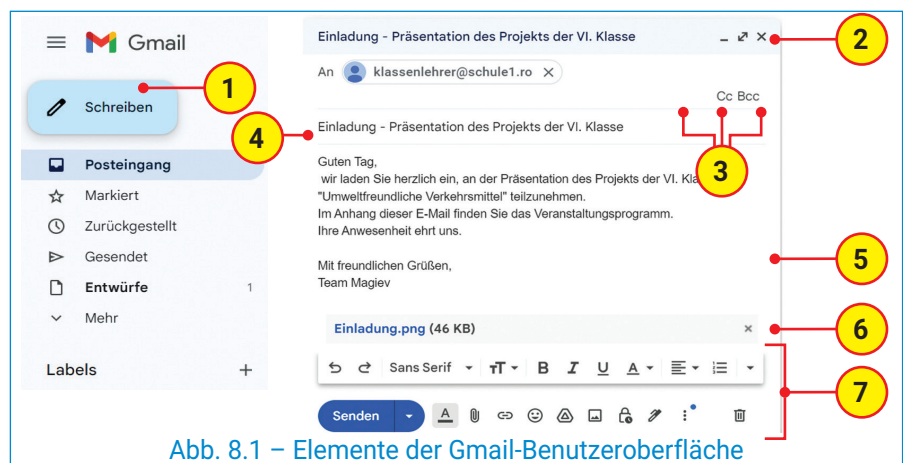 Gmail
Schreiben
Posteingang
Markiert
Zurückgestellt
Gesendet
Entwürfe 1
Mehr
Labels +
1
Einladung - Präsentation des Projekts der VI. Klasse
2
An klassenlehrer@schule1.ro
Cc Bcc
3
4
Einladung - Präsentation des Projekts der VI. Klasse
Guten Tag,
wir laden Sie herzlich ein, an der Präsentation des Projekts der VI.
"Umweltfreundliche Verkehrsmittel" teilzunehmen.
Im Anhang dieser E-Mail finden Sie das Veranstaltungsprogramm.
Ihre Anwesenheit ehrt uns.
Mit freundlichen Grüßen,
Team Magiev
5
Einladung.png (46 KB)
6
Sans Serif TT B I U A
7
Senden A
Abb. 8.1 – Elemente der Gmail-Benutzeroberfläche